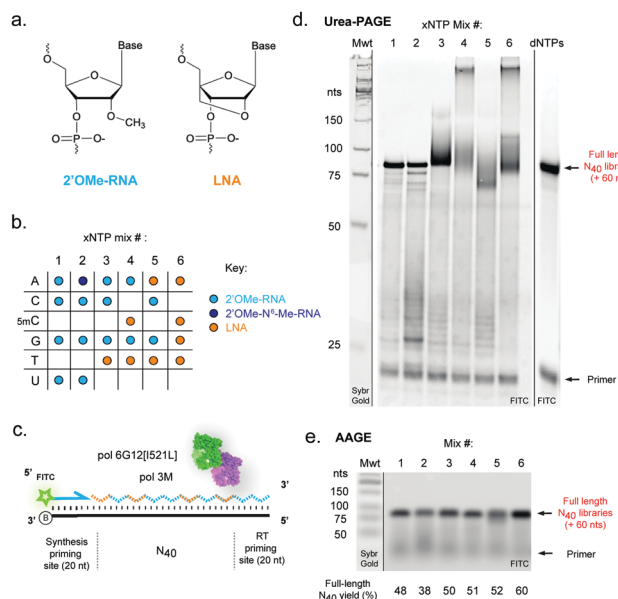 a.
O
Base
O
O
OCH3
O=P-O-
2'OMe-RNA
O
Base
O
O
O
O=P-O-
LNA
b.
xNTP mix # :
1 2 3 4 5 6
A
C
5mC
G
T
U
Key:
2'OMe-RNA
2'OMe-N6-Me-RNA
LNA
c.
pol 6G12[I521L]
pol 3M
5'
FITC
3'
3'
B
5'
Synthesis
priming
site (20 nt)
N40
RT
priming
site (20 nt)
d. Urea-PAGE
xNTP Mix #:
Mwt 1 2 3 4 5 6 dNTPs
nts
150
100
75
50
25
Full len
N40 libra
(+ 60 n
Primer
Sybr
Gold
FITC
FITC
e. AAGE
Mix #:
Mwt 1 2 3 4 5 6
nts
150
100
75
50
Full length
N40 libraries
(+ 60 nts)
Primer
Sybr
Gold
FITC
Full-length
N40 yield (%)
48 38 50 51 52 60